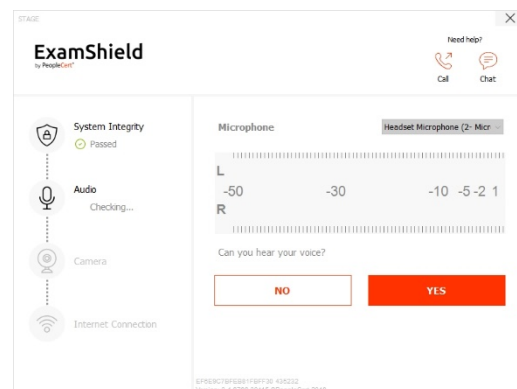 STAGE
Need help?
ExamShield
by PeopleCert
Call
Chat
System Integrity
Passed
Microphone
Headset Microphone (2- Micr
L
-50 -30 -10 -5 -2 1
R
Audio
Checking...
Can you hear your voice?
Camera
NO
YES
Internet Connection